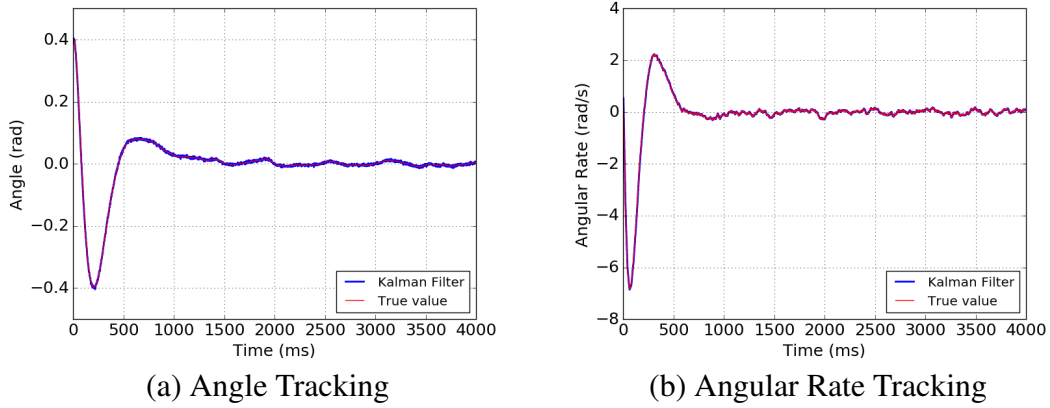 0.4
0.2
0.0
−0.2
−0.4
Angle (rad)
0 500 1000 1500 2000 2500 3000 3500 4000
Time (ms)
Kalman Filter
True value
(a) Angle Tracking
4
2
0
−2
−4
−6
−8
Angular Rate (rad/s)
0 500 1000 1500 2000 2500 3000 3500 4000
Time (ms)
Kalman Filter
True value
(b) Angular Rate Tracking